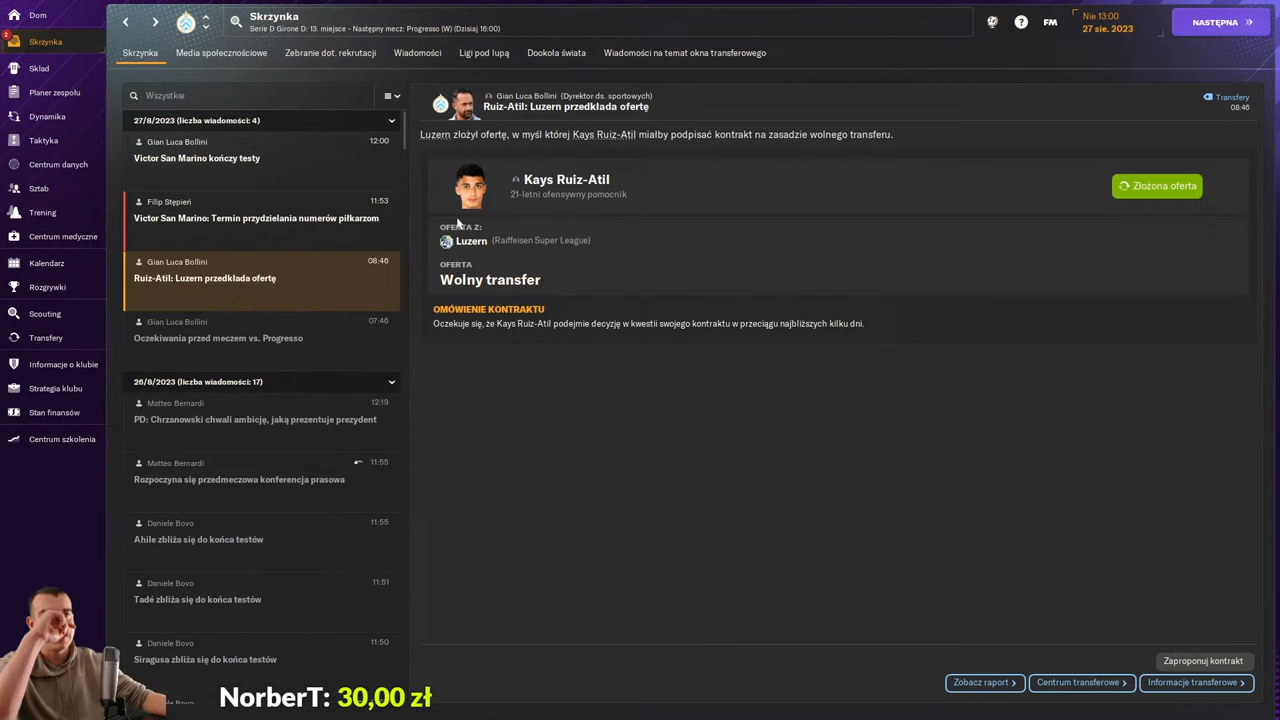 Dom
2
Skrzynka
Skład
Planer zespołu
Dynamika
Taktyka
Centrum danych
Sztab
Trening
Centrum medyczne
Kalendarz
Rozgrywki
Scouting
Transfery
Informacje o klubie
Strategia klubu
Stan finansów
Centrum szkolenia
Skrzynka
Serie D Girone D: 13. miejsce - Następny mecz: Progresso (W) (Dzisiaj 16:00)
?
FM
Nie 13:00
27 sie. 2023
NASTĘPNA
Skrzynka
Media społecznościowe
Zebranie dot. rekrutacji
Wiadomości
Ligi pod lupą
Dookoła świata
Wiadomości na temat okna transferowego
Wszystkie
27/8/2023 (liczba wiadomości: 4)
Gian Luca Bollini 12:00
Victor San Marino kończy testy
Filip Stępień 11:53
Victor San Marino: Termin przydzielania numerów piłkarzom
Gian Luca Bollini 08:46
Ruiz-Atil: Luzern przedkłada ofertę
Gian Luca Bollini 07:46
Oczekiwania przed meczem vs. Progresso
26/8/2023 (liczba wiadomości: 17)
Matteo Bernardi 12:19
PD: Chrzanowski chwali ambicję, jaką prezentuje prezydent
Matteo Bernardi 11:55
Rozpoczyna się przedmeczowa konferencja prasowa
Daniele Bovo 11:55
Ahile zbliża się do końca testów
Daniele Bovo 11:51
Tadé zbliża się do końca testów
Daniele Bovo 11:50
Siragusa zbliża się do końca testów
Gian Luca Bollini (Dyrektor ds. sportowych)
Ruiz-Atil: Luzern przedkłada ofertę
Transfery
08:46
Luzern złożył ofertę, w myśl której Kays Ruiz-Atil miałby podpisać kontrakt na zasadzie wolnego transferu.
Kays Ruiz-Atil
21-letni ofensywny pomocnik
Złożona oferta
OFERTA Z:
Luzern (Raiffeisen Super League)
OFERTA
Wolny transfer
OMÓWIENIE KONTRAKTU
Oczekuje się, że Kays Ruiz-Atil podejmie decyzję w kwestii swojego kontraktu w przeciągu najbliższych kilku dni.
Zaproponuj kontrakt
Zobacz raport
Centrum transferowe
Informacje transferowe
NorberT: 30,00 zł